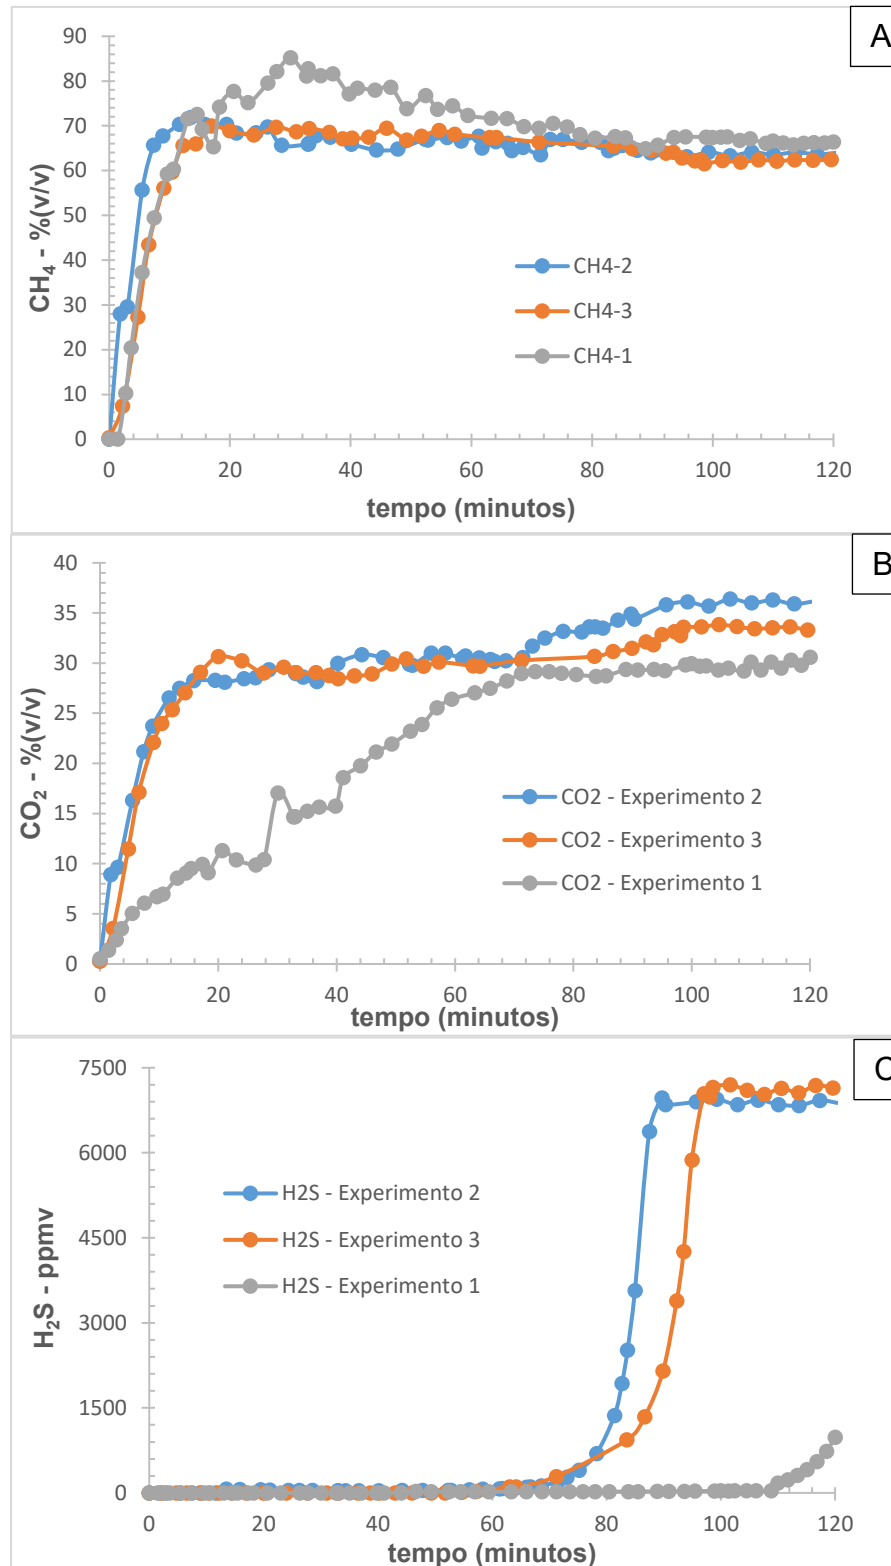 A
90
80
70
60
50
40
30
20
10
0
CH₄ - %(v/v)
CH4-2
CH4-3
CH4-1
0 20 40 60 80 100 120
tempo (minutos)
B
40
35
30
25
20
15
10
5
0
CO₂ - %(v/v)
CO2 - Experimento 2
CO2 - Experimento 3
CO2 - Experimento 1
0 20 40 60 80 100 120
tempo (minutos)
C
7500
6000
4500
3000
1500
0
H₂S - ppmv
H2S - Experimento 2
H2S - Experimento 3
H2S - Experimento 1
0 20 40 60 80 100 120
tempo (minutos)